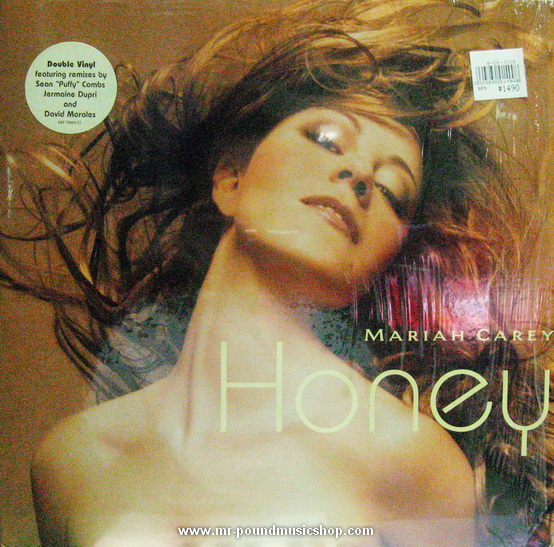 Double Vinyl
featuring remixes by
Sean "Puffy" Combs
Jermaine Dupri
and
David Morales
¥1490
MARIAH CAREY
Honey
www.mr-poundmusicshop.com